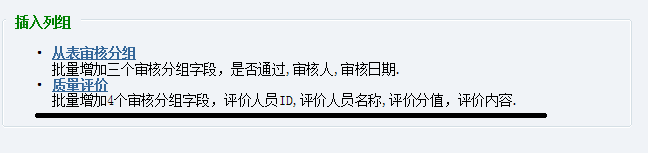 插入列组
从表审核分组
批量增加三个审核分组字段，是否通过,审核人,审核日期.
质量评价
批量增加4个审核分组字段，评价人员ID,评价人员名称,评价分值，评价内容.